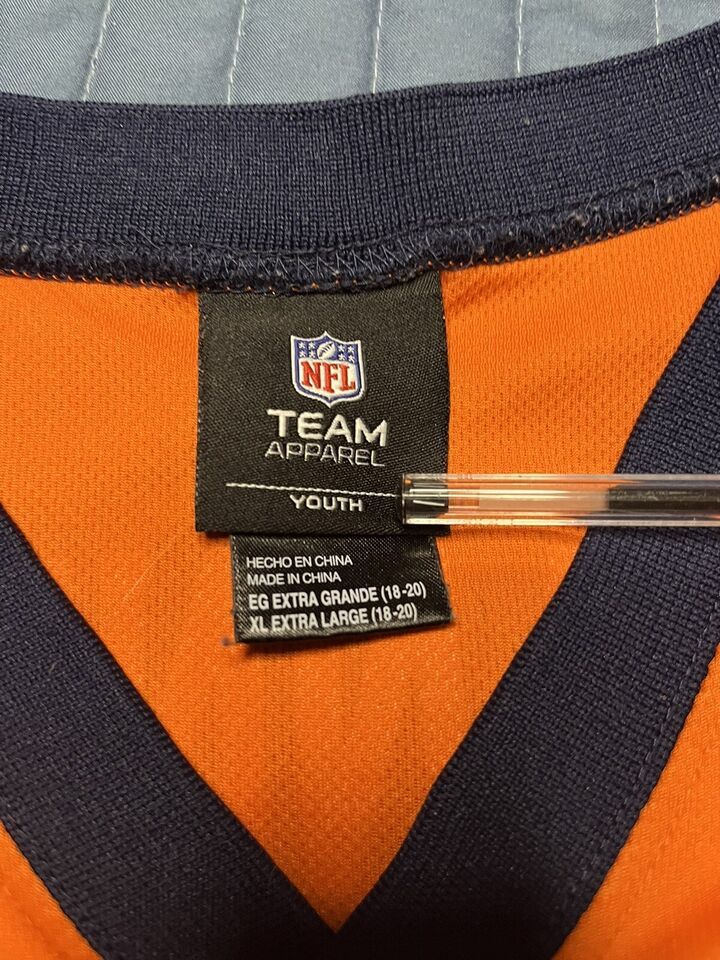 NFL
TEAM
APPAREL
YOUTH
HECHO EN CHINA
MADE IN CHINA
EG EXTRA GRANDE (18-20)
XL EXTRA LARGE (18-20)